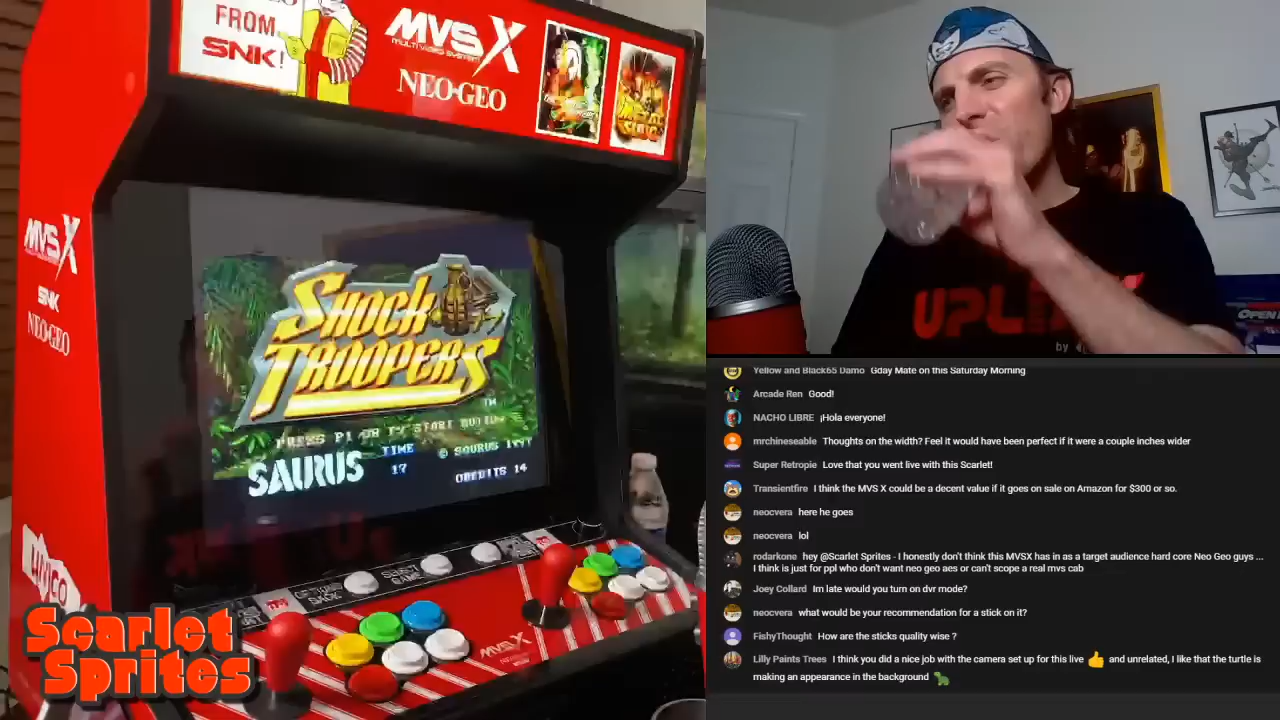 FROM
SNK!
MVS X
MULTI VIDEO SYSTEM
NEO·GEO
MVS X
SNK
NEO·GEO
SHOCK
TROOPERS
TM
PRESS P1 OR P2 START BUTTON
TIME
17
SAURUS
© SAURUS 1997
CREDITS 14
SELECT
GAME
MVS X
UNICO
Scarlet
Sprites
by
OPEN
Yellow and Black65 Damo Gday Mate on this Saturday Morning
Arcade Ren Good!
NACHO LIBRE ¡Hola everyone!
mrchineseable Thoughts on the width? Feel it would have been perfect if it were a couple inches wider
Super Retropie Love that you went live with this Scarlet!
Transientfire I think the MVS X could be a decent value if it goes on sale on Amazon for $300 or so.
neocvera here he goes
neocvera lol
rodarkone hey @Scarlet Sprites - I honestly don't think this MVSX has in as a target audience hard core Neo Geo guys ...
I think is just for ppl who don't want neo geo aes or can't scope a real mvs cab
Joey Collard Im late would you turn on dvr mode?
neocvera what would be your recommendation for a stick on it?
FishyThought How are the sticks quality wise ?
Lilly Paints Trees I think you did a nice job with the camera set up for this live 👍 and unrelated, I like that the turtle is
making an appearance in the background 🐢